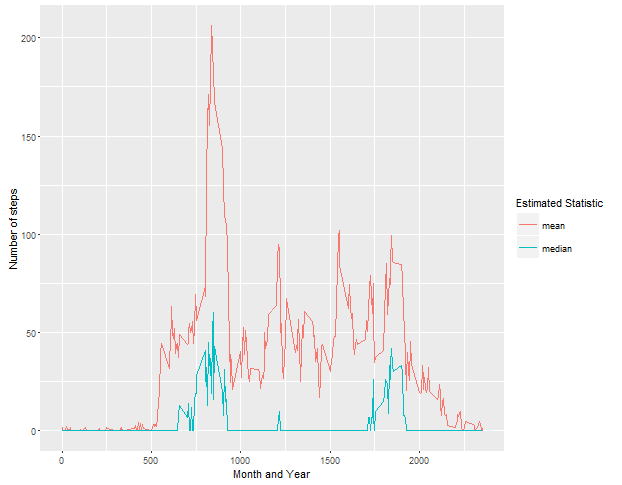 200
150
100
50
0
Number of steps
0 500 1000 1500 2000
Month and Year
Estimated Statistic
mean
median